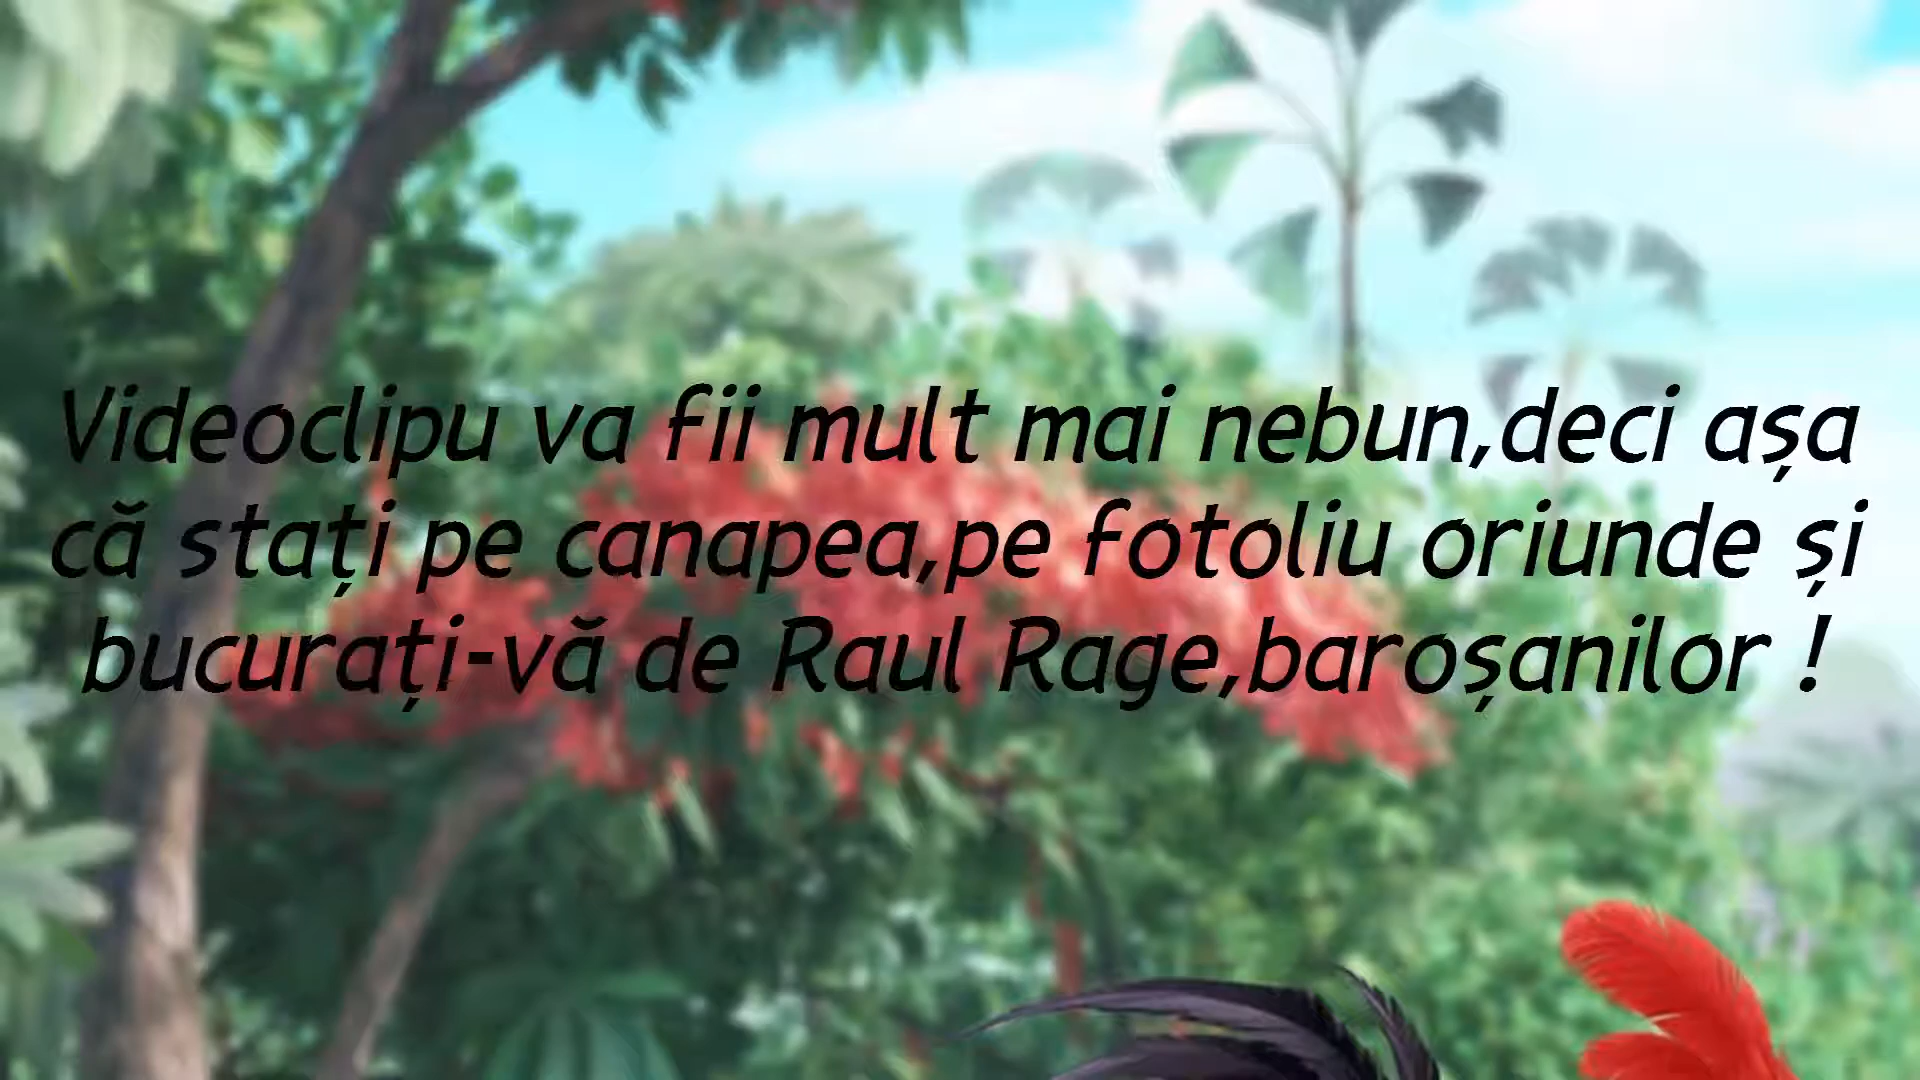 Videoclipu va fii mult mai nebun,deci așa
că stați pe canapea,pe fotoliu oriunde și
bucurați-vă de Raul Rage,baroșanilor !